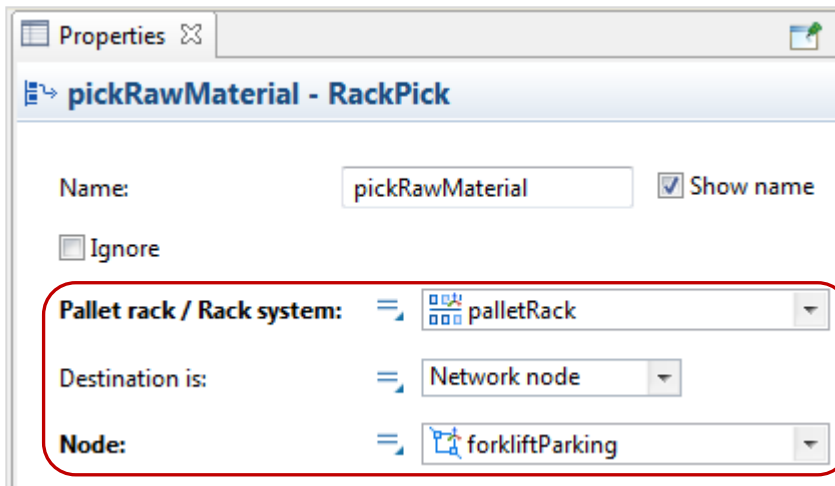 Properties
pickRawMaterial - RackPick
Name: pickRawMaterial Show name
Ignore
Pallet rack / Rack system: palletRack
Destination is: Network node
Node: forkliftParking